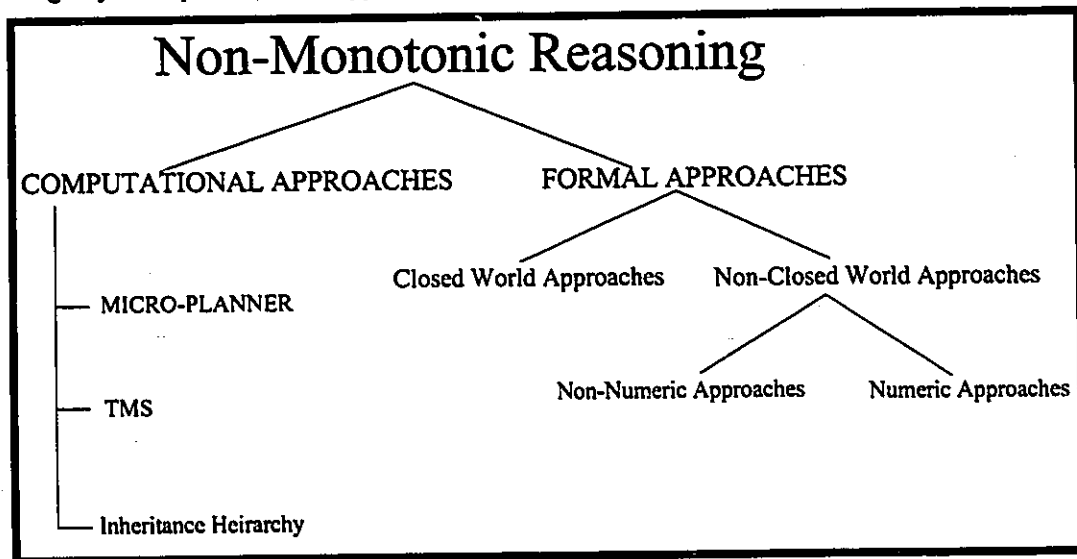 Non-Monotonic Reasoning
COMPUTATIONAL APPROACHES
FORMAL APPROACHES
Closed World Approaches
Non-Closed World Approaches
MICRO-PLANNER
Non-Numeric Approaches
Numeric Approaches
TMS
Inheritance Heirarchy